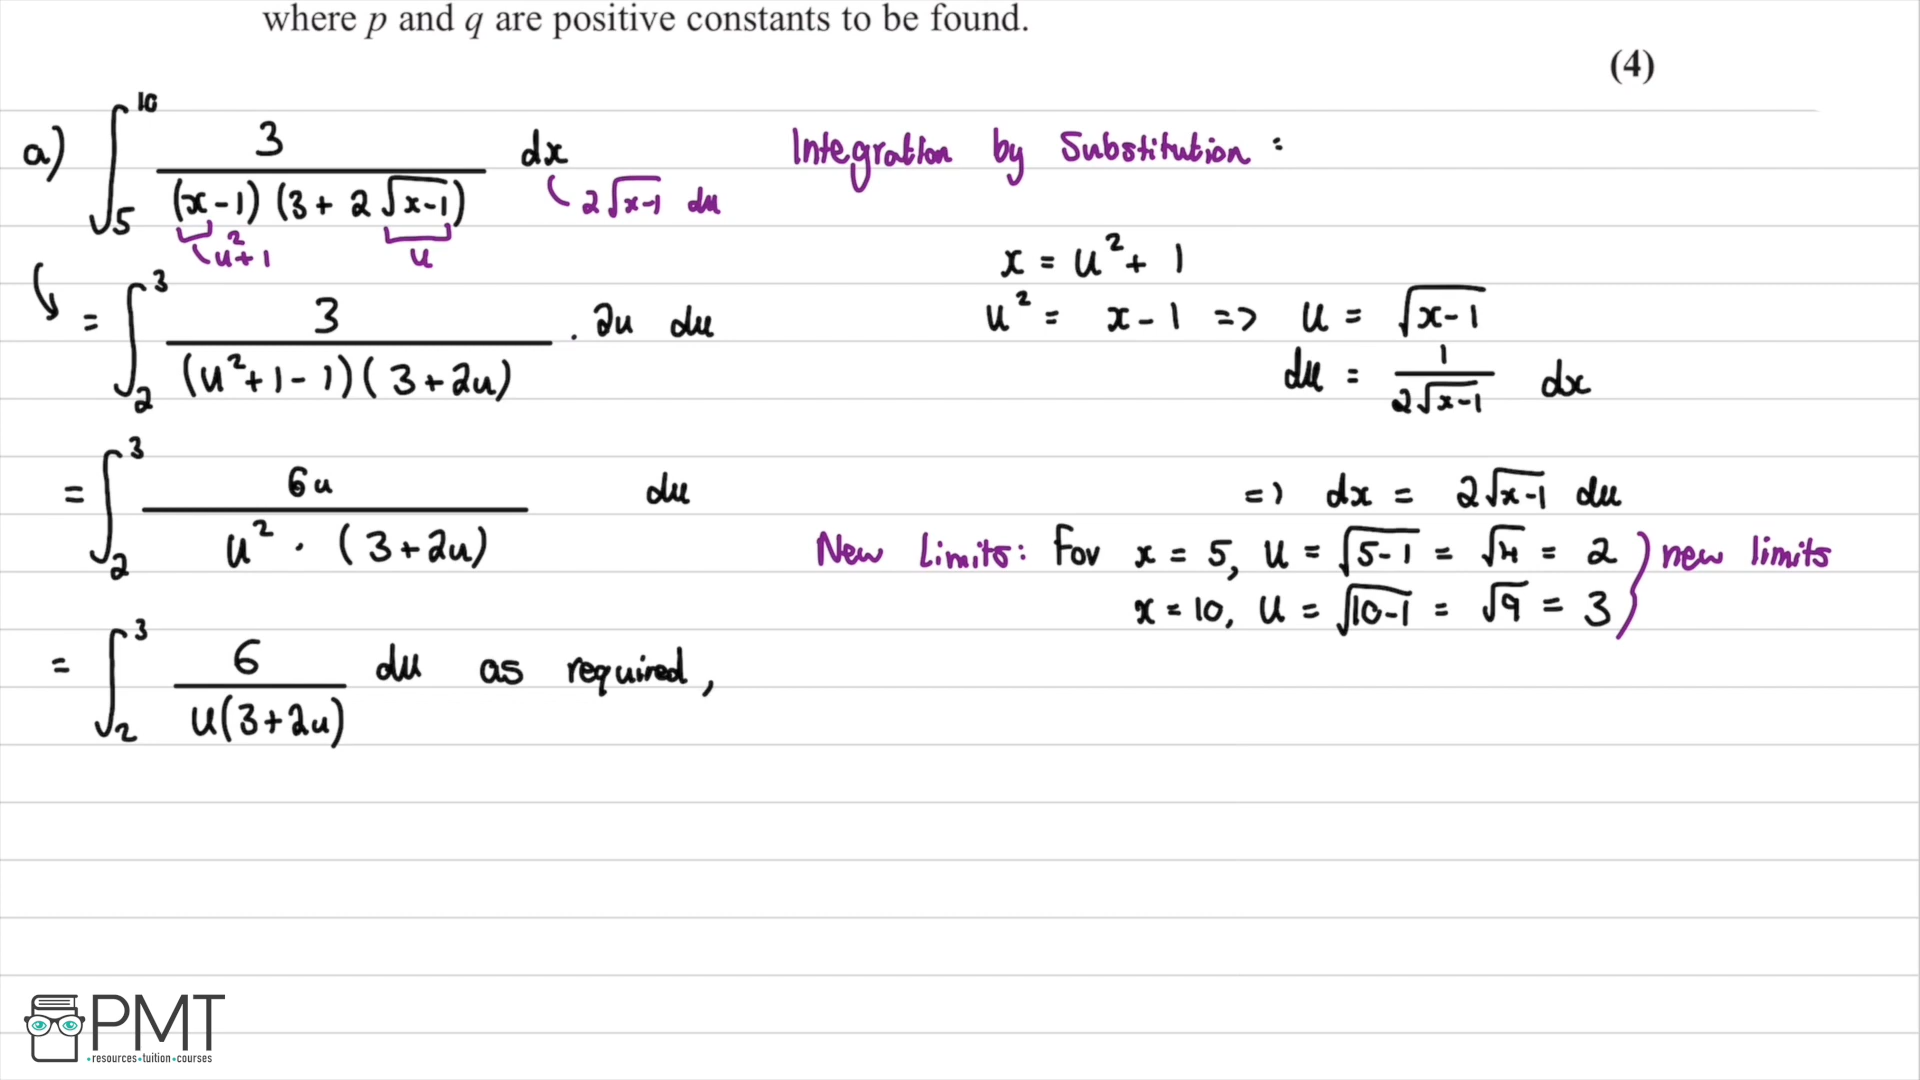 where p and q are positive constants to be found.
(4)
a) ∫₅¹⁰ 3 / (x-1)(3+2√x-1) dx
2√x-1 du
u²+1
u
Integration by Substitution :
= ∫₂³ 3 / (u²+1-1)(3+2u) . 2u du
x = u² + 1
u² = x-1 => u = √x-1
du = 1 / 2√x-1 dx
= ∫₂³ 6u / u² . (3+2u) du
=> dx = 2√x-1 du
New Limits: For x = 5, u = √5-1 = √4 = 2
x = 10, u = √10-1 = √9 = 3
new limits
= ∫₂³ 6 / u(3+2u) du as required,
PMT
•resources•tuition•courses